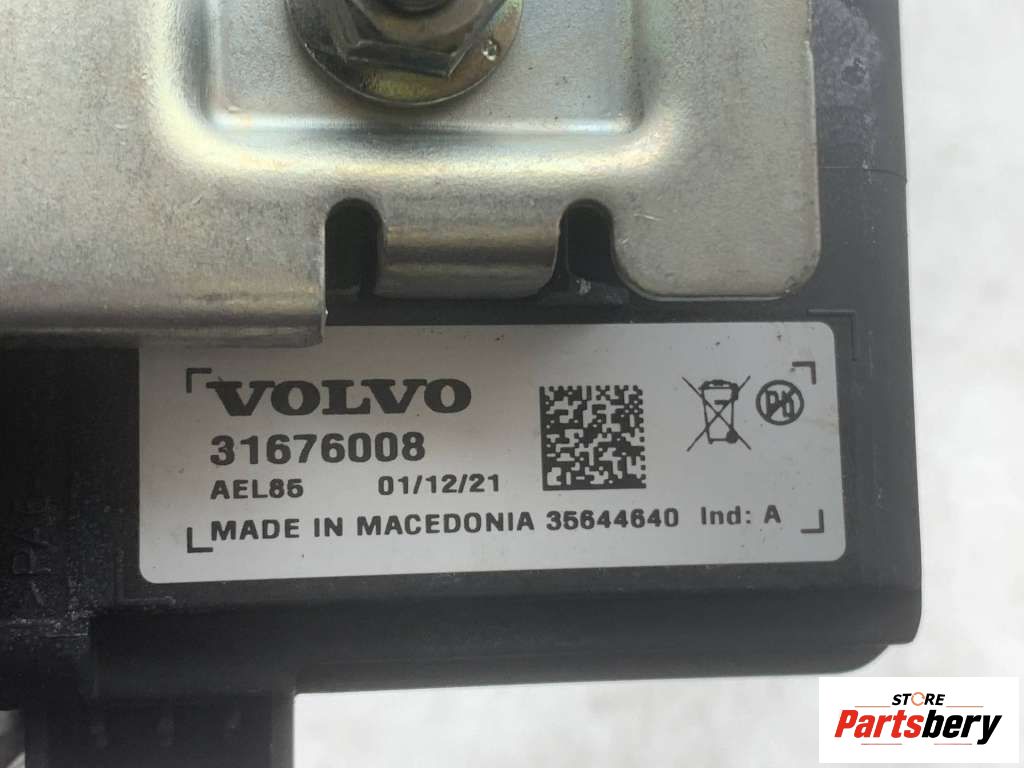 VOLVO
31676008
AEL85 01/12/21
MADE IN MACEDONIA 35644640 Ind: A
STORE
Partsbery